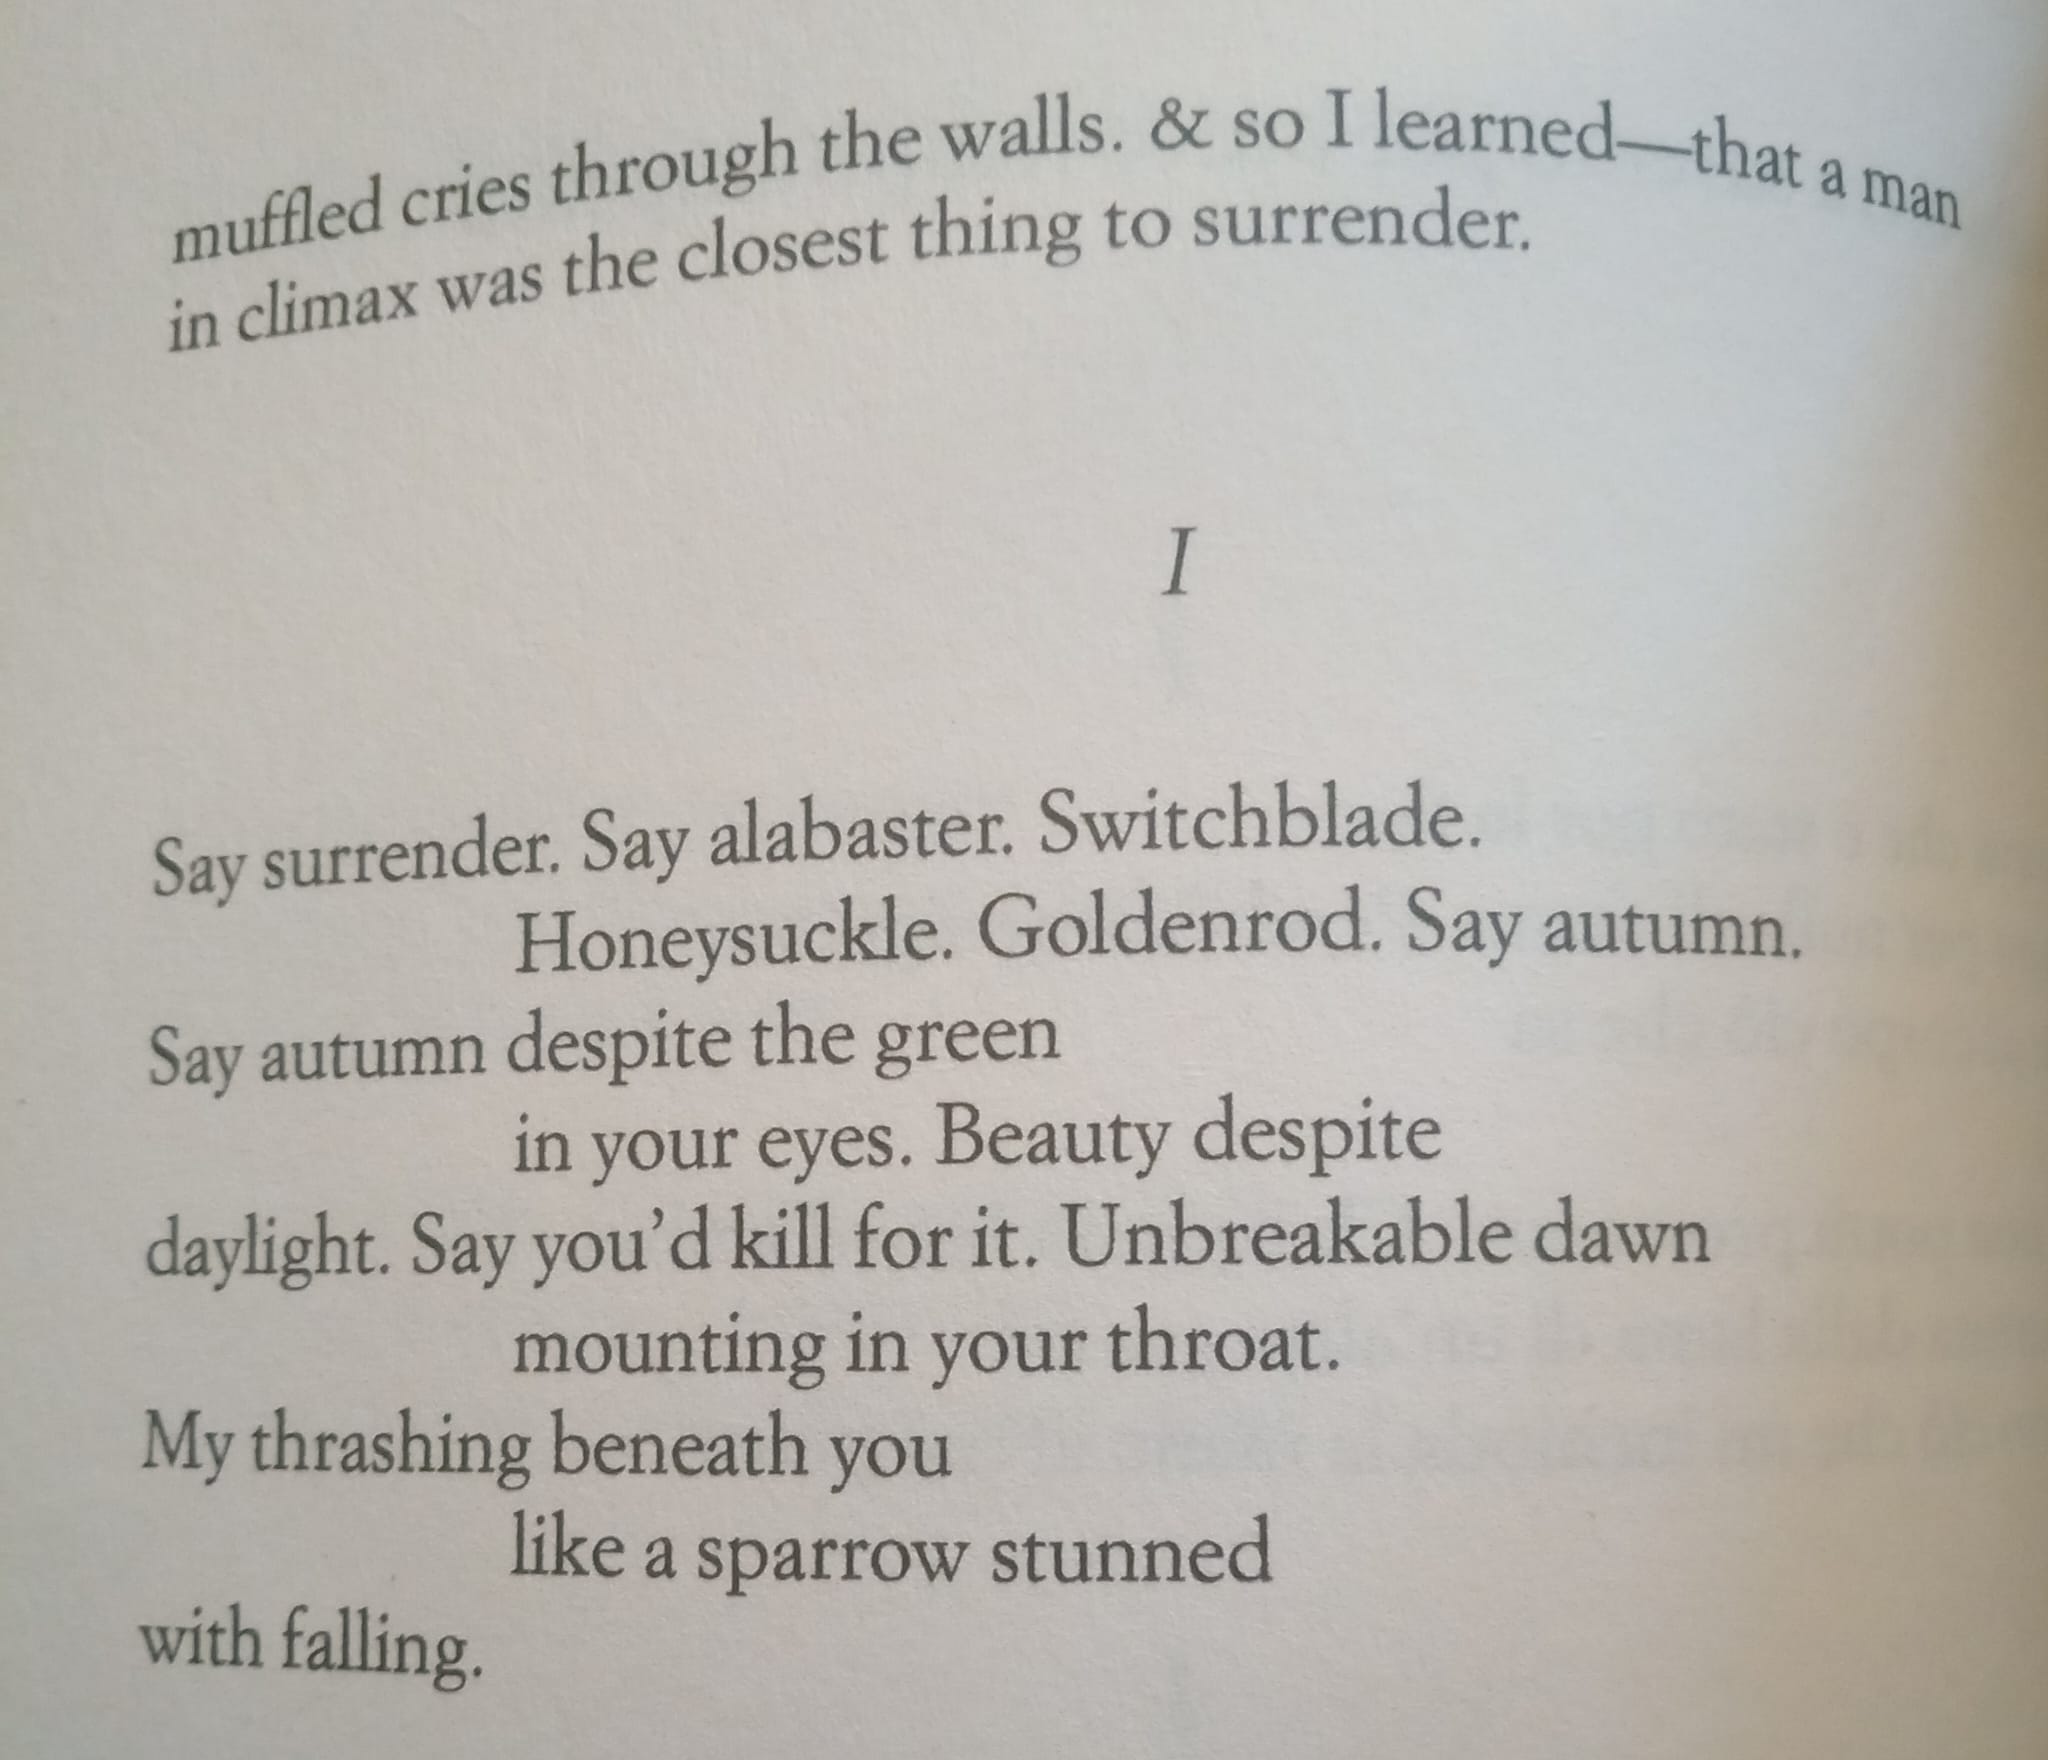 muffled cries through the walls. & so I learned—that a man
in climax was the closest thing to surrender.
I
Say surrender. Say alabaster. Switchblade.
Honeysuckle. Goldenrod. Say autumn.
Say autumn despite the green
in your eyes. Beauty despite
daylight. Say you’d kill for it. Unbreakable dawn
mounting in your throat.
My thrashing beneath you
like a sparrow stunned
with falling.